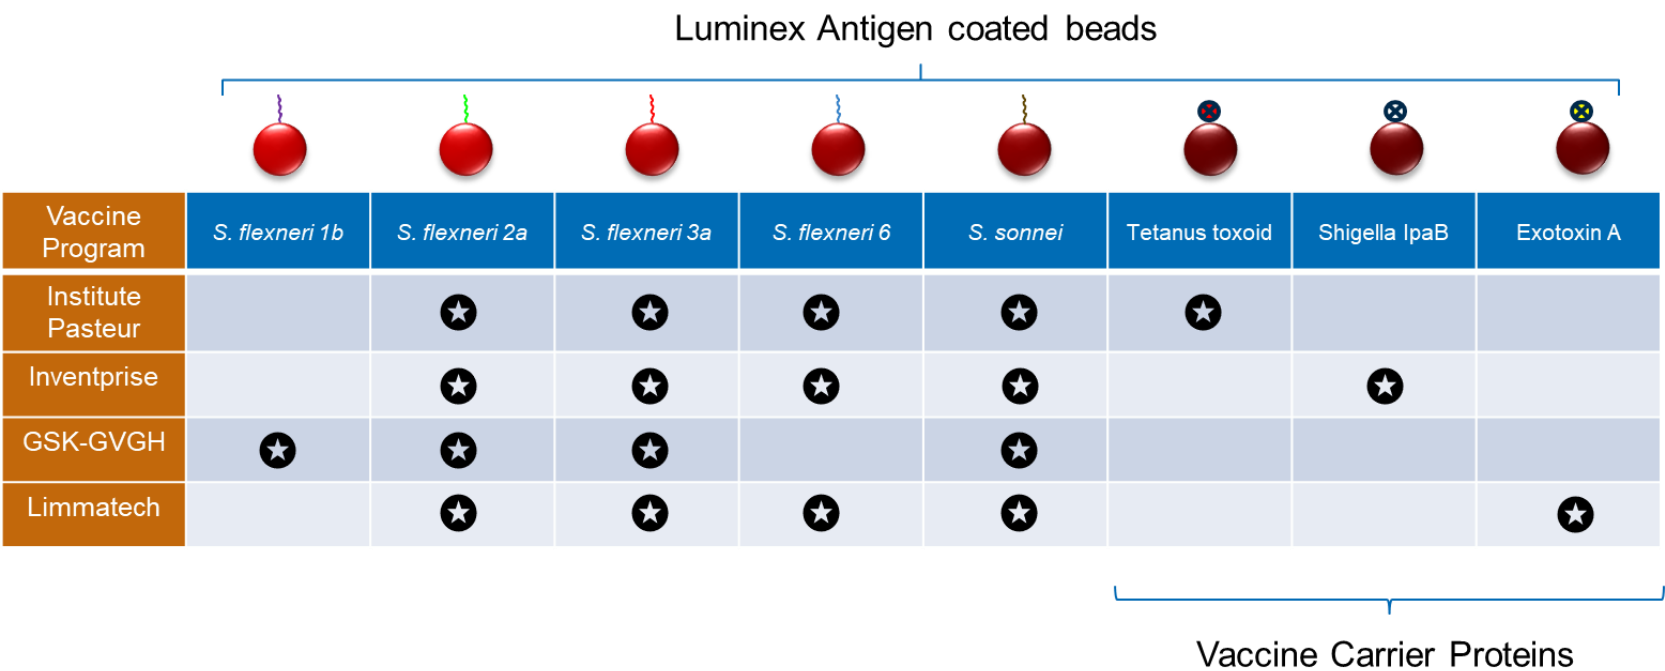 Luminex Antigen coated beads
Vaccine
Program
S. flexneri 1b
S. flexneri 2a
S. flexneri 3a
S. flexneri 6
S. sonnei
Tetanus toxoid
Shigella IpaB
Exotoxin A
Institute
Pasteur
Inventprise
GSK-GVGH
Limmatech
Vaccine Carrier Proteins